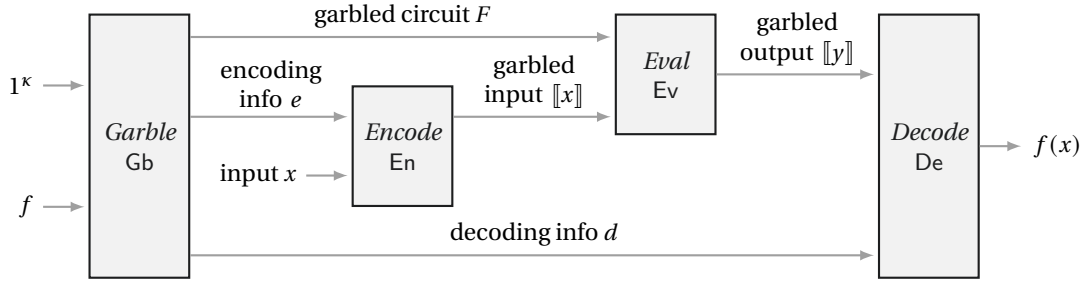 garbled circuit F
1^κ
f
Garble
Gb
encoding
info e
input x
Encode
En
garbled
input ⟦x⟧
Eval
Ev
garbled
output ⟦y⟧
decoding info d
Decode
De
f(x)